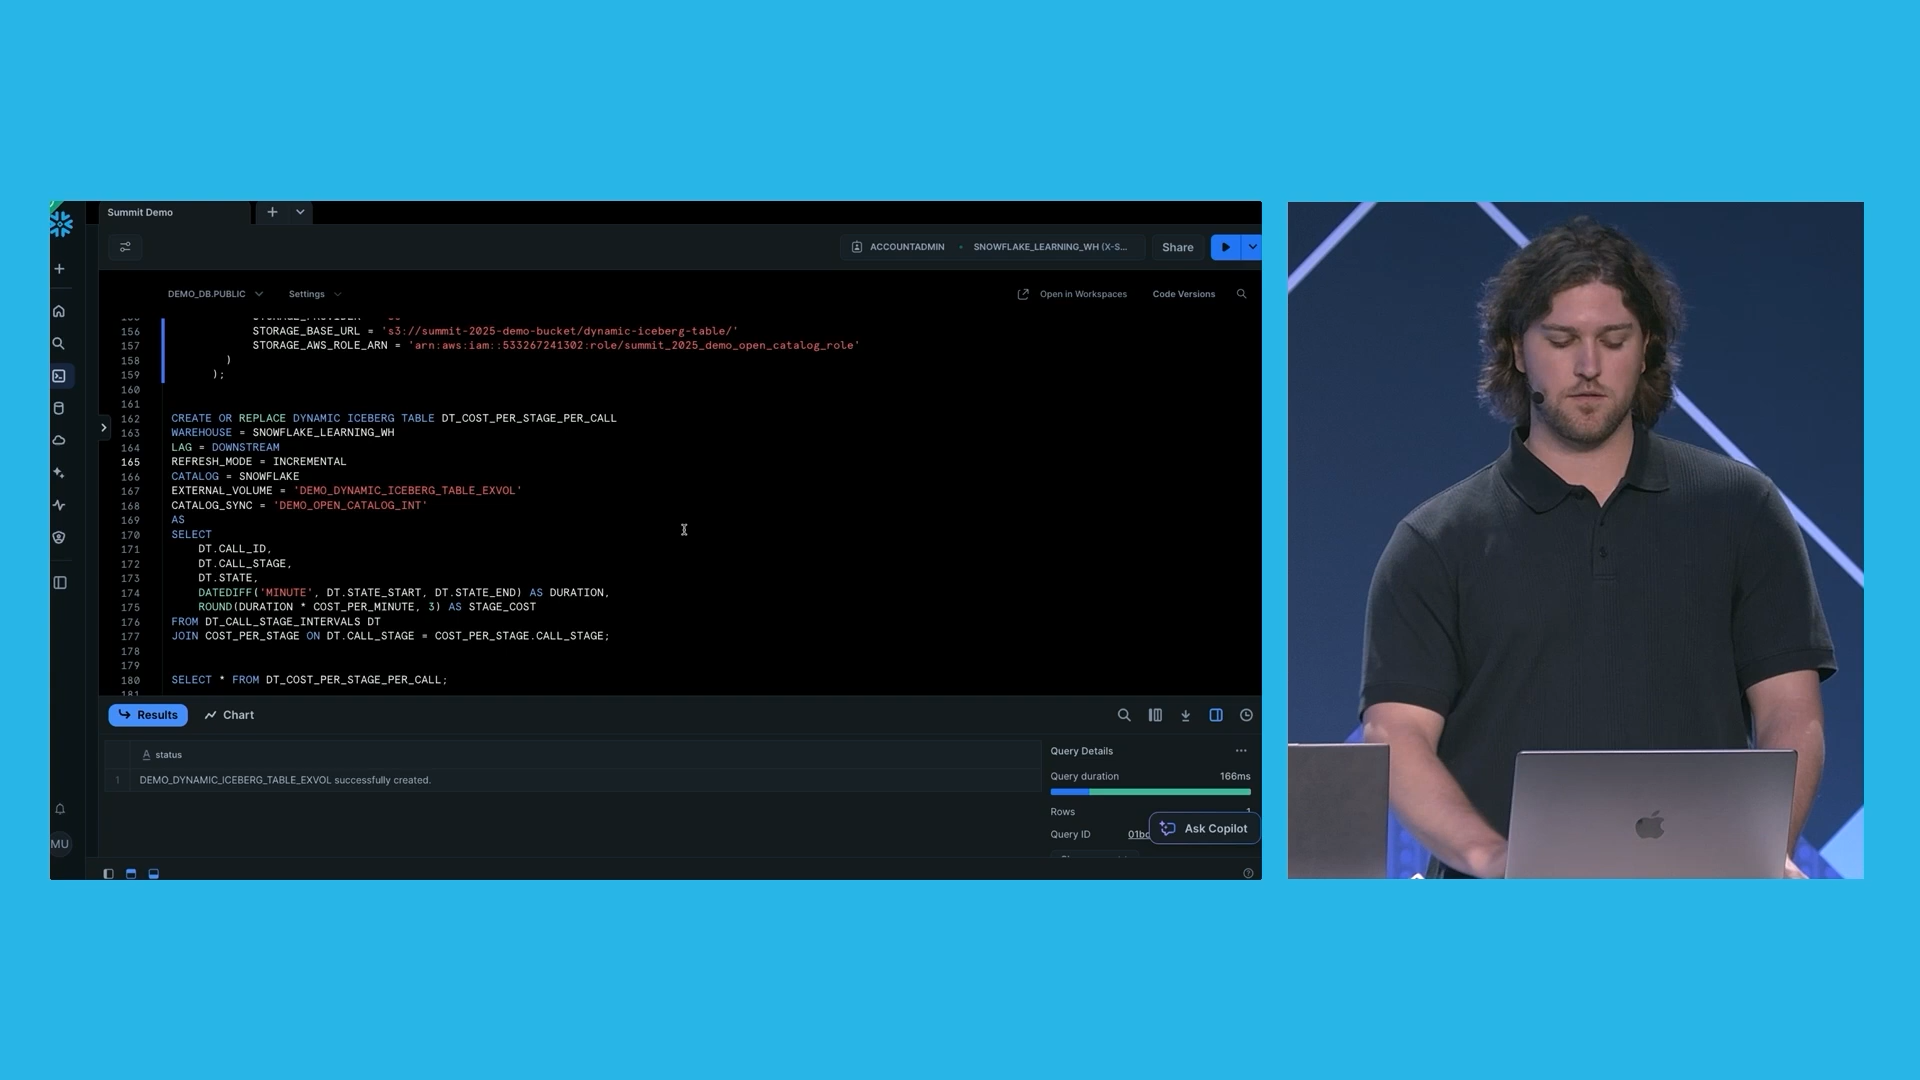 Summit Demo
ACCOUNTADMIN
SNOWFLAKE_LEARNING_WH (X-S...
Share
DEMO_DB.PUBLIC
Settings
Open in Workspaces
Code Versions
156 STORAGE_BASE_URL = 's3://summit-2025-demo-bucket/dynamic-iceberg-table/'
157 STORAGE_AWS_ROLE_ARN = 'arn:aws:iam::533267241302:role/summit_2025_demo_open_catalog_role'
158 )
159 );
160
161
162 CREATE OR REPLACE DYNAMIC ICEBERG TABLE DT_COST_PER_STAGE_PER_CALL
163 WAREHOUSE = SNOWFLAKE_LEARNING_WH
164 LAG = DOWNSTREAM
165 REFRESH_MODE = INCREMENTAL
166 CATALOG = SNOWFLAKE
167 EXTERNAL_VOLUME = 'DEMO_DYNAMIC_ICEBERG_TABLE_EXVOL'
168 CATALOG_SYNC = 'DEMO_OPEN_CATALOG_INT'
169 AS
170 SELECT
171 DT.CALL_ID,
172 DT.CALL_STAGE,
173 DT.STATE,
174 DATEDIFF('MINUTE', DT.STATE_START, DT.STATE_END) AS DURATION,
175 ROUND(DURATION * COST_PER_MINUTE, 3) AS STAGE_COST
176 FROM DT_CALL_STAGE_INTERVALS DT
177 JOIN COST_PER_STAGE ON DT.CALL_STAGE = COST_PER_STAGE.CALL_STAGE;
178
179
180 SELECT * FROM DT_COST_PER_STAGE_PER_CALL;
181
Results
Chart
A status
1 DEMO_DYNAMIC_ICEBERG_TABLE_EXVOL successfully created.
Query Details
Query duration 166ms
Rows 1
Query ID
Ask Copilot
MU